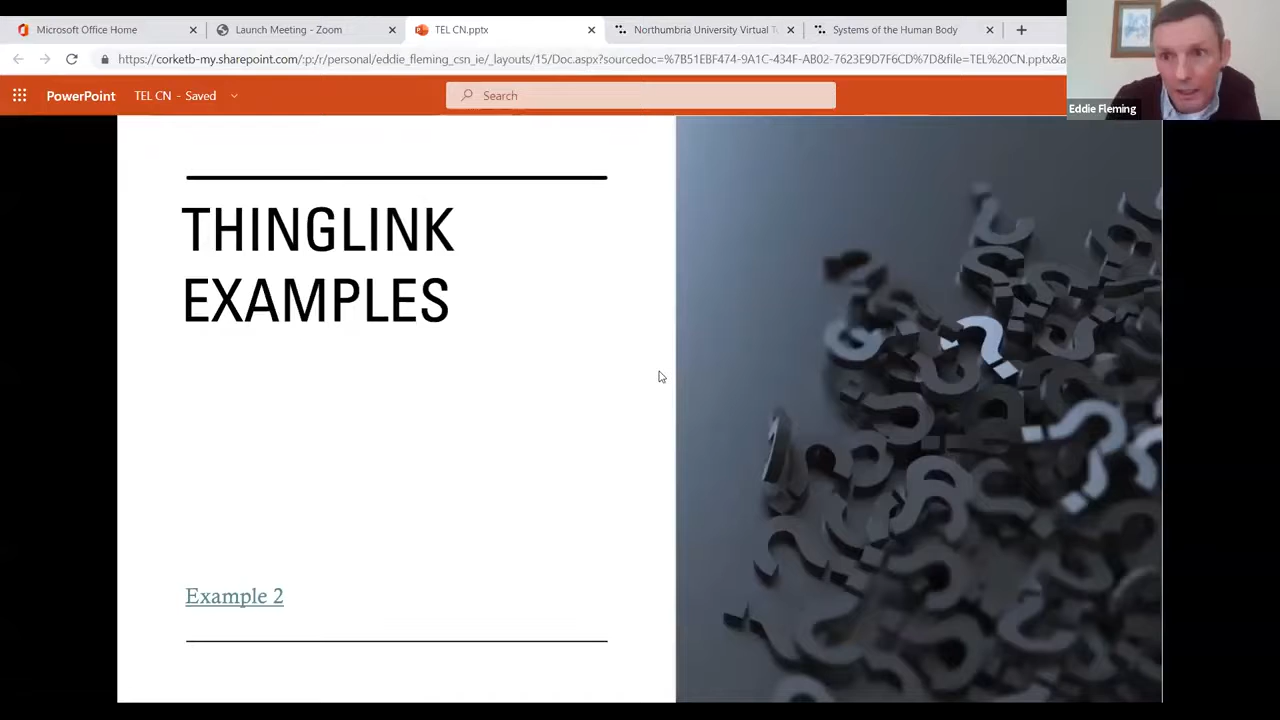 Microsoft Office Home
Launch Meeting - Zoom
TEL CN.pptx
Northumbria University Virtual
Systems of the Human Body
https://corketb-my.sharepoint.com/:p:/r/personal/eddie_fleming_csn_ie/_layouts/15/Doc.aspx?sourcedoc=%7B51EBF474-9A1C-434F-AB02-7623E9D7F6CD%7D&file=TEL%20CN.pptx&a
Eddie Fleming
PowerPoint
TEL CN - Saved
Search
THINGLINK
EXAMPLES
Example 2